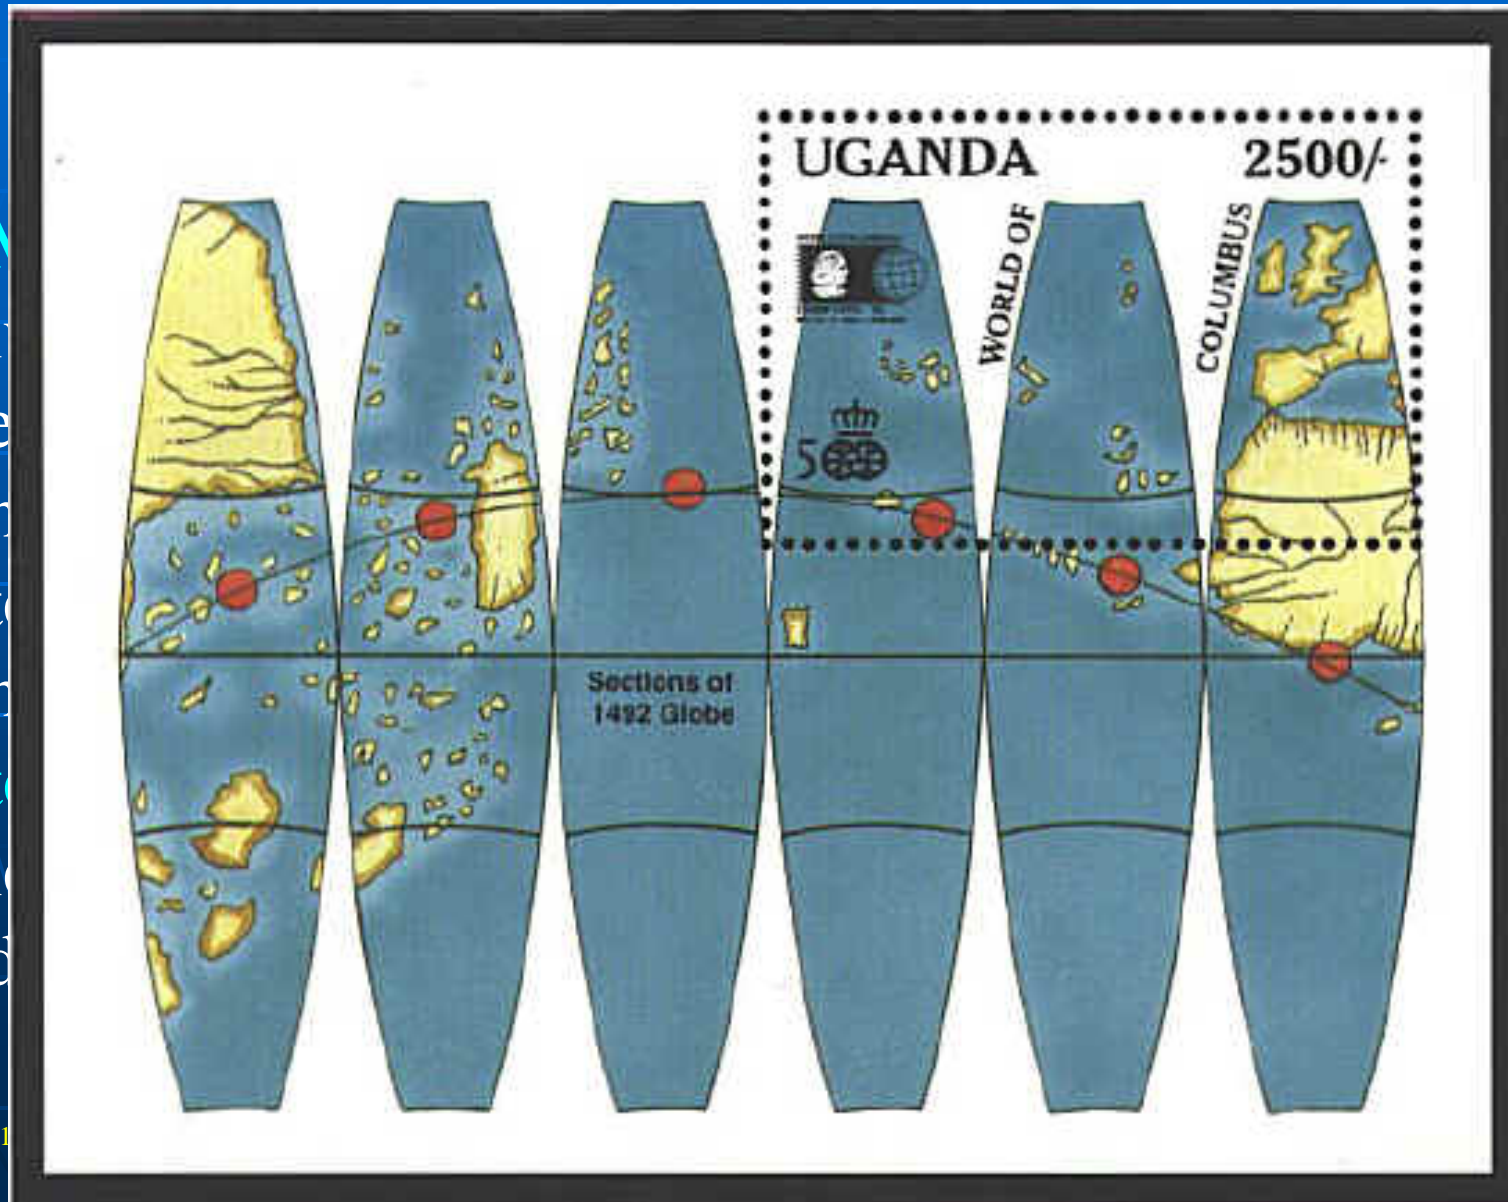 UGANDA 2500/-
WORLD OF
COLUMBUS
500
Sections of
1492 Globe